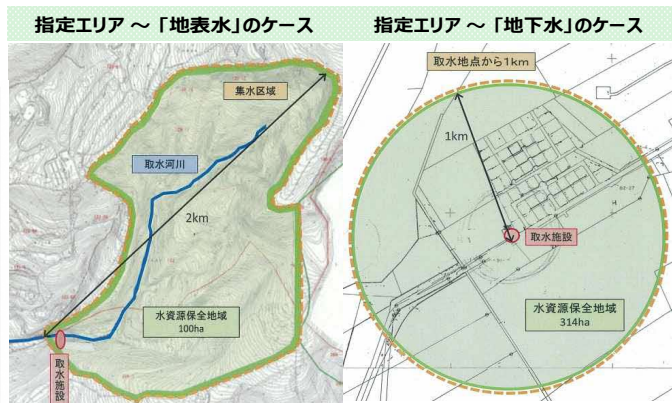 指定エリア ～ 「地表水」のケース
指定エリア ～ 「地下水」のケース
集水区域
取水河川
2km
水資源保全地域
100ha
取水施設
取水地点から1km
1km
取水施設
水資源保全地域
314ha